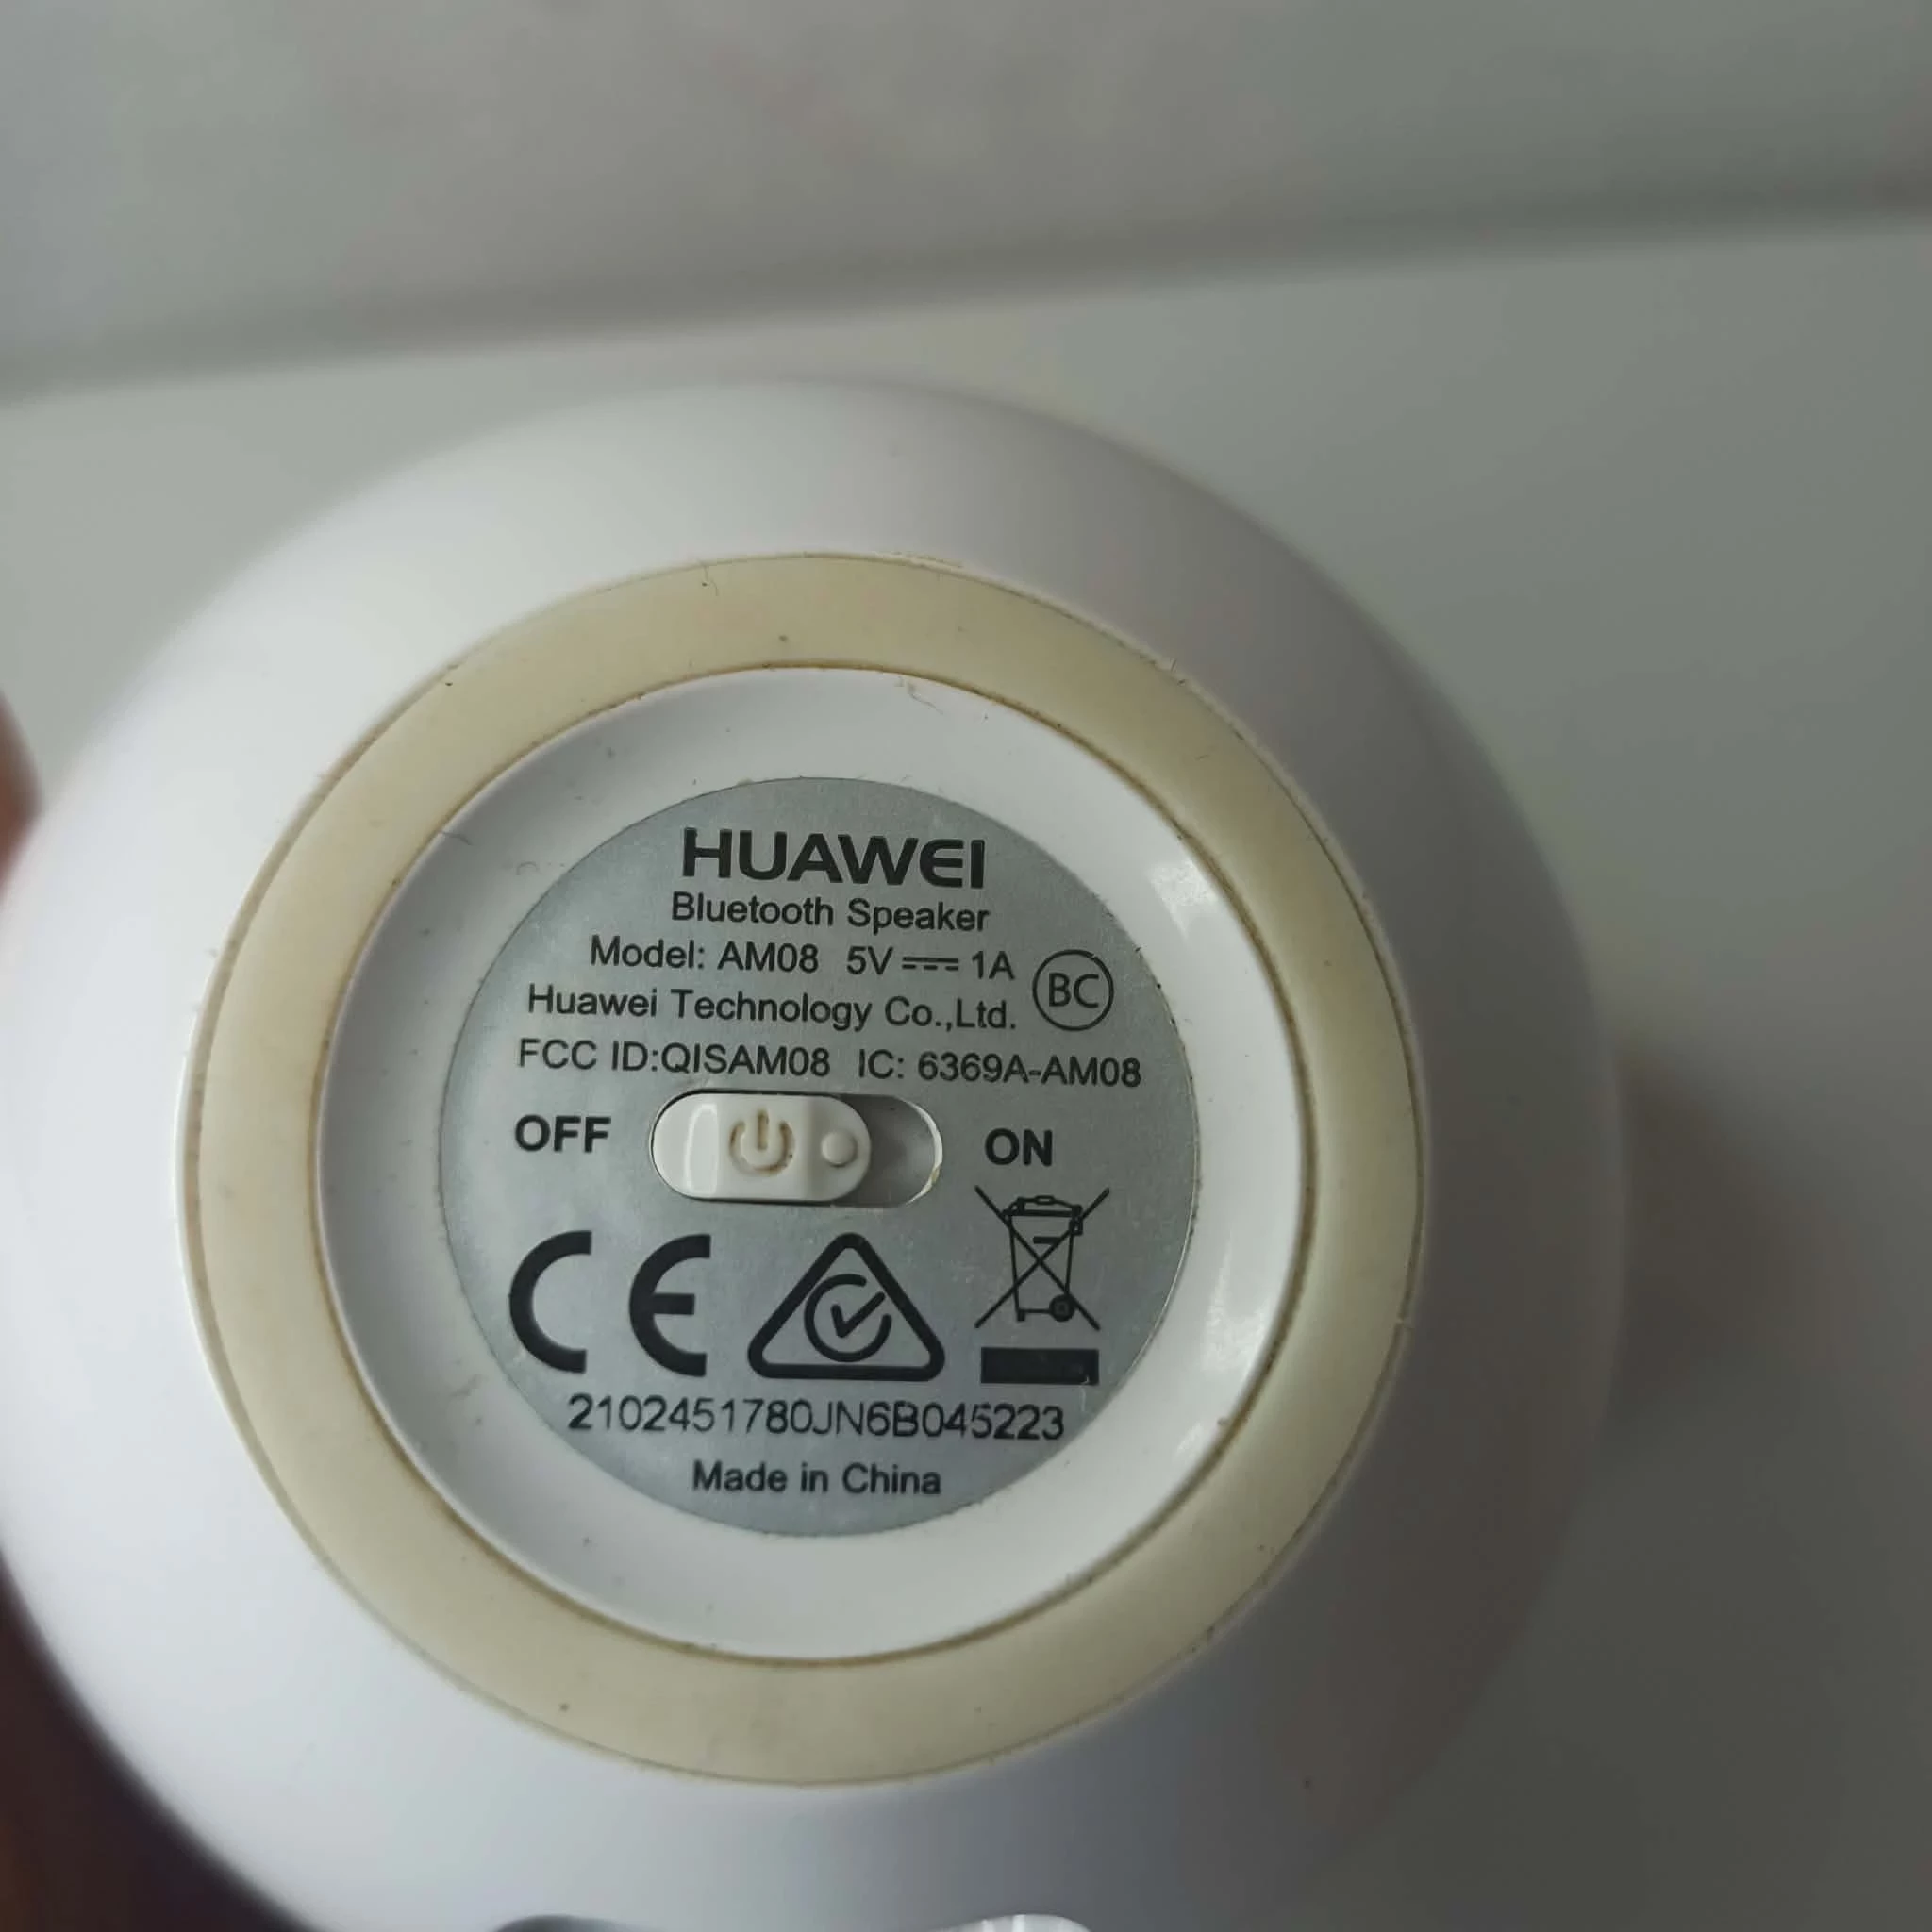 HUAWEI
Bluetooth Speaker
Model: AM08 5V⎓1A
BC
Huawei Technology Co.,Ltd.
FCC ID:QISAM08 IC: 6369A-AM08
OFF ON
CE
2102451780JN6B045223
Made in China